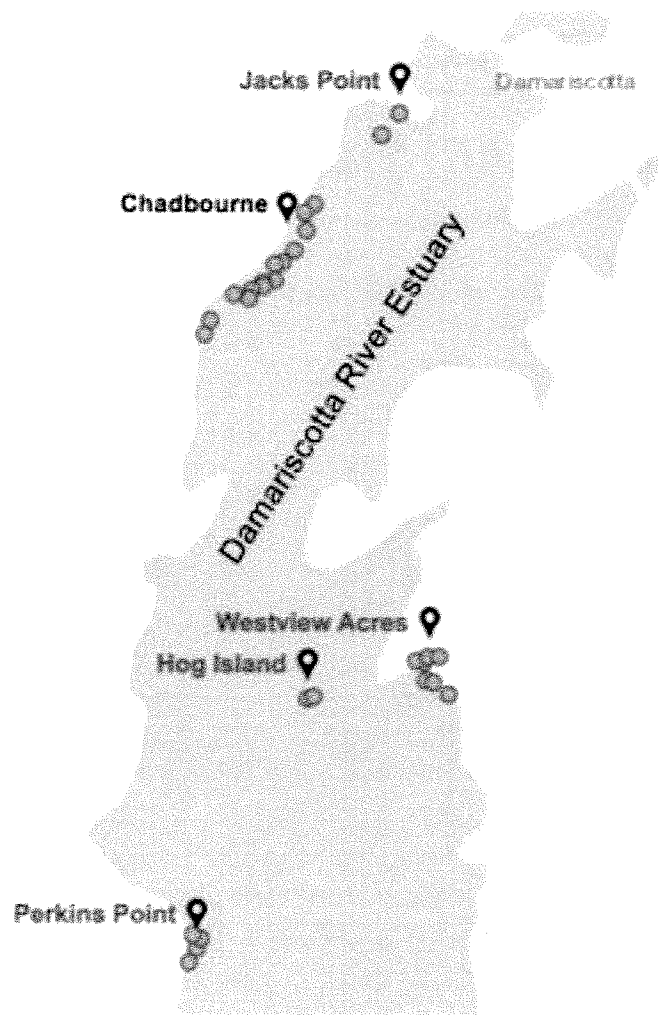 Jacks Point
Damariscotta
Chadbourne
Damariscotta River Estuary
Westview Acres
Hog Island
Perkins Point